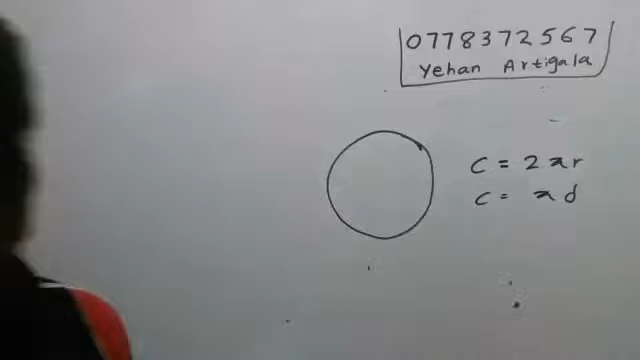 0778372567
Yehan Artigala
C = 2πr
C = πd